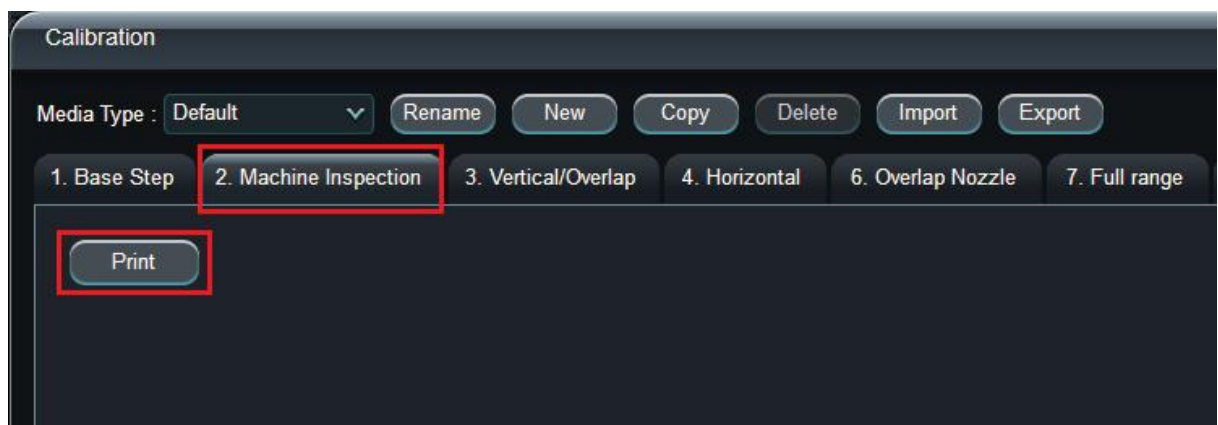 Calibration
Media Type : Default Rename New Copy Delete Import Export
1. Base Step 2. Machine Inspection 3. Vertical/Overlap 4. Horizontal 6. Overlap Nozzle 7. Full range
Print